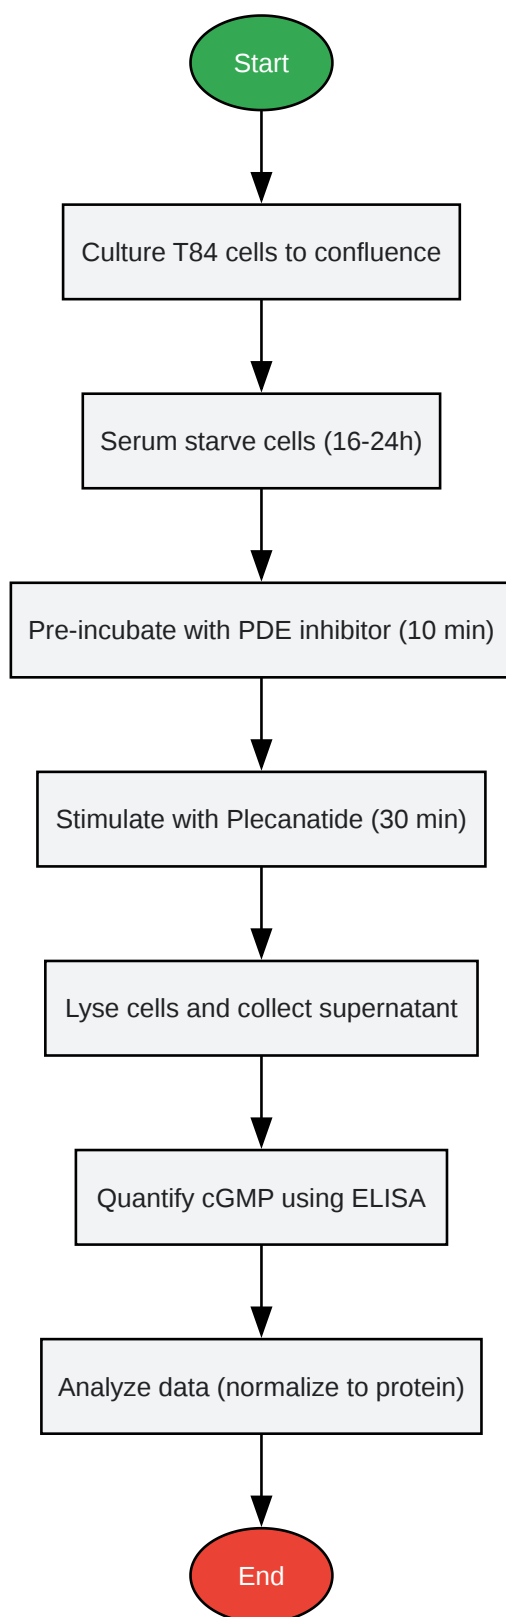 Start
Culture T84 cells to confluence
Serum starve cells (16-24h)
Pre-incubate with PDE inhibitor (10 min)
Stimulate with Plecanatide (30 min)
Lyse cells and collect supernatant
Quantify cGMP using ELISA
Analyze data (normalize to protein)
End